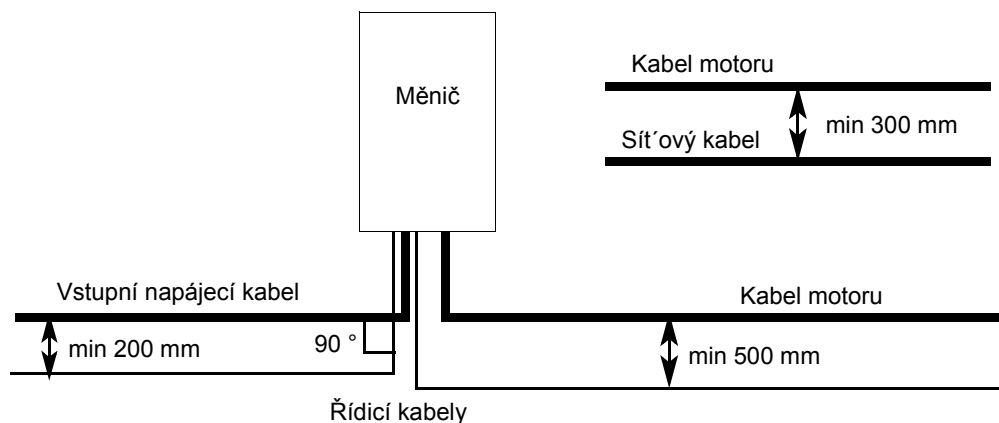 Kabel motoru
Měnič
min 300 mm
Sít´ový kabel
Vstupní napájecí kabel
Kabel motoru
min 200 mm
90 °
min 500 mm
Řídicí kabely